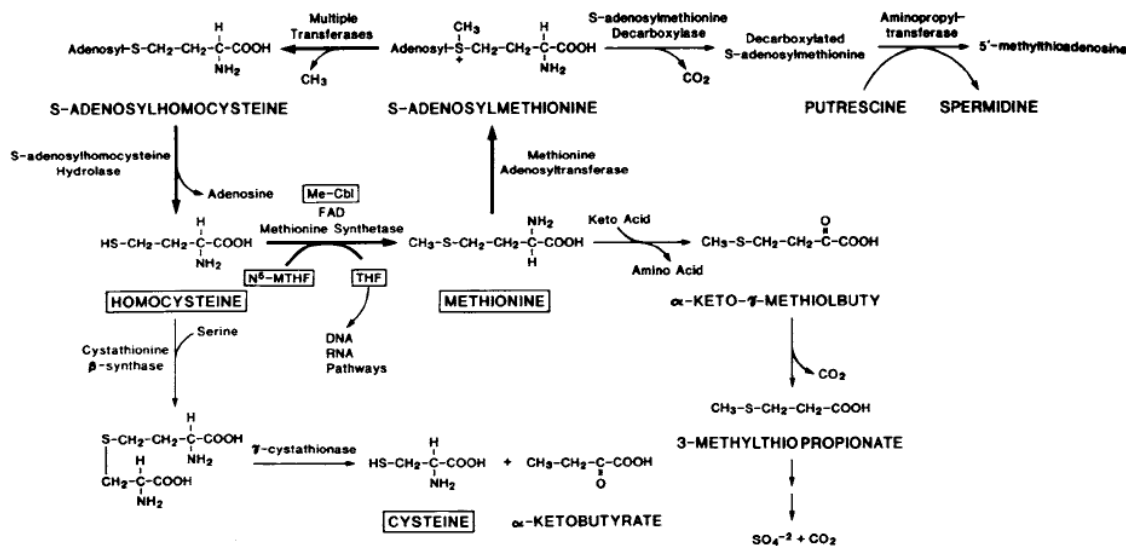 Adenosyl-S-CH₂-CH₂-C-COOH
H
NH₂
Multiple
Transferases
CH₃
CH₃
Adenosyl-S-CH₂-CH₂-C-COOH
+
H
NH₂
S-adenosylmethionine
Decarboxylase
CO₂
Decarboxylated
S-adenosylmethionine
Aminopropyl-
transferase
5'-methylthioadenosine
S-ADENOSYLHOMOCYSTEINE
S-ADENOSYLMETHIONINE
PUTRESCINE
SPERMIDINE
S-adenosylhomocysteine
Hydrolase
Adenosine
Methionine
Adenosyltransferase
Me-Cbl
FAD
Methionine Synthetase
N⁵-MTHF
THF
H
HS-CH₂-CH₂-C-COOH
NH₂
HOMOCYSTEINE
NH₂
CH₃-S-CH₂-CH₂-C-COOH
H
METHIONINE
Keto Acid
Amino Acid
O
CH₃-S-CH₂-CH₂-C-COOH
α-KETO-γ-METHIOLBUTY
DNA
RNA
Pathways
Serine
Cystathionine
β-synthase
CO₂
CH₃-S-CH₂-CH₂-COOH
3-METHYLTHIO PROPIONATE
H
S-CH₂-CH₂-C-COOH
NH₂
H
CH₂-C-COOH
NH₂
γ-cystathionase
H
HS-CH₂-C-COOH
NH₂
CYSTEINE
+
CH₃-CH₂-C-COOH
O
α-KETOBUTYRATE
SO₄⁻² + CO₂